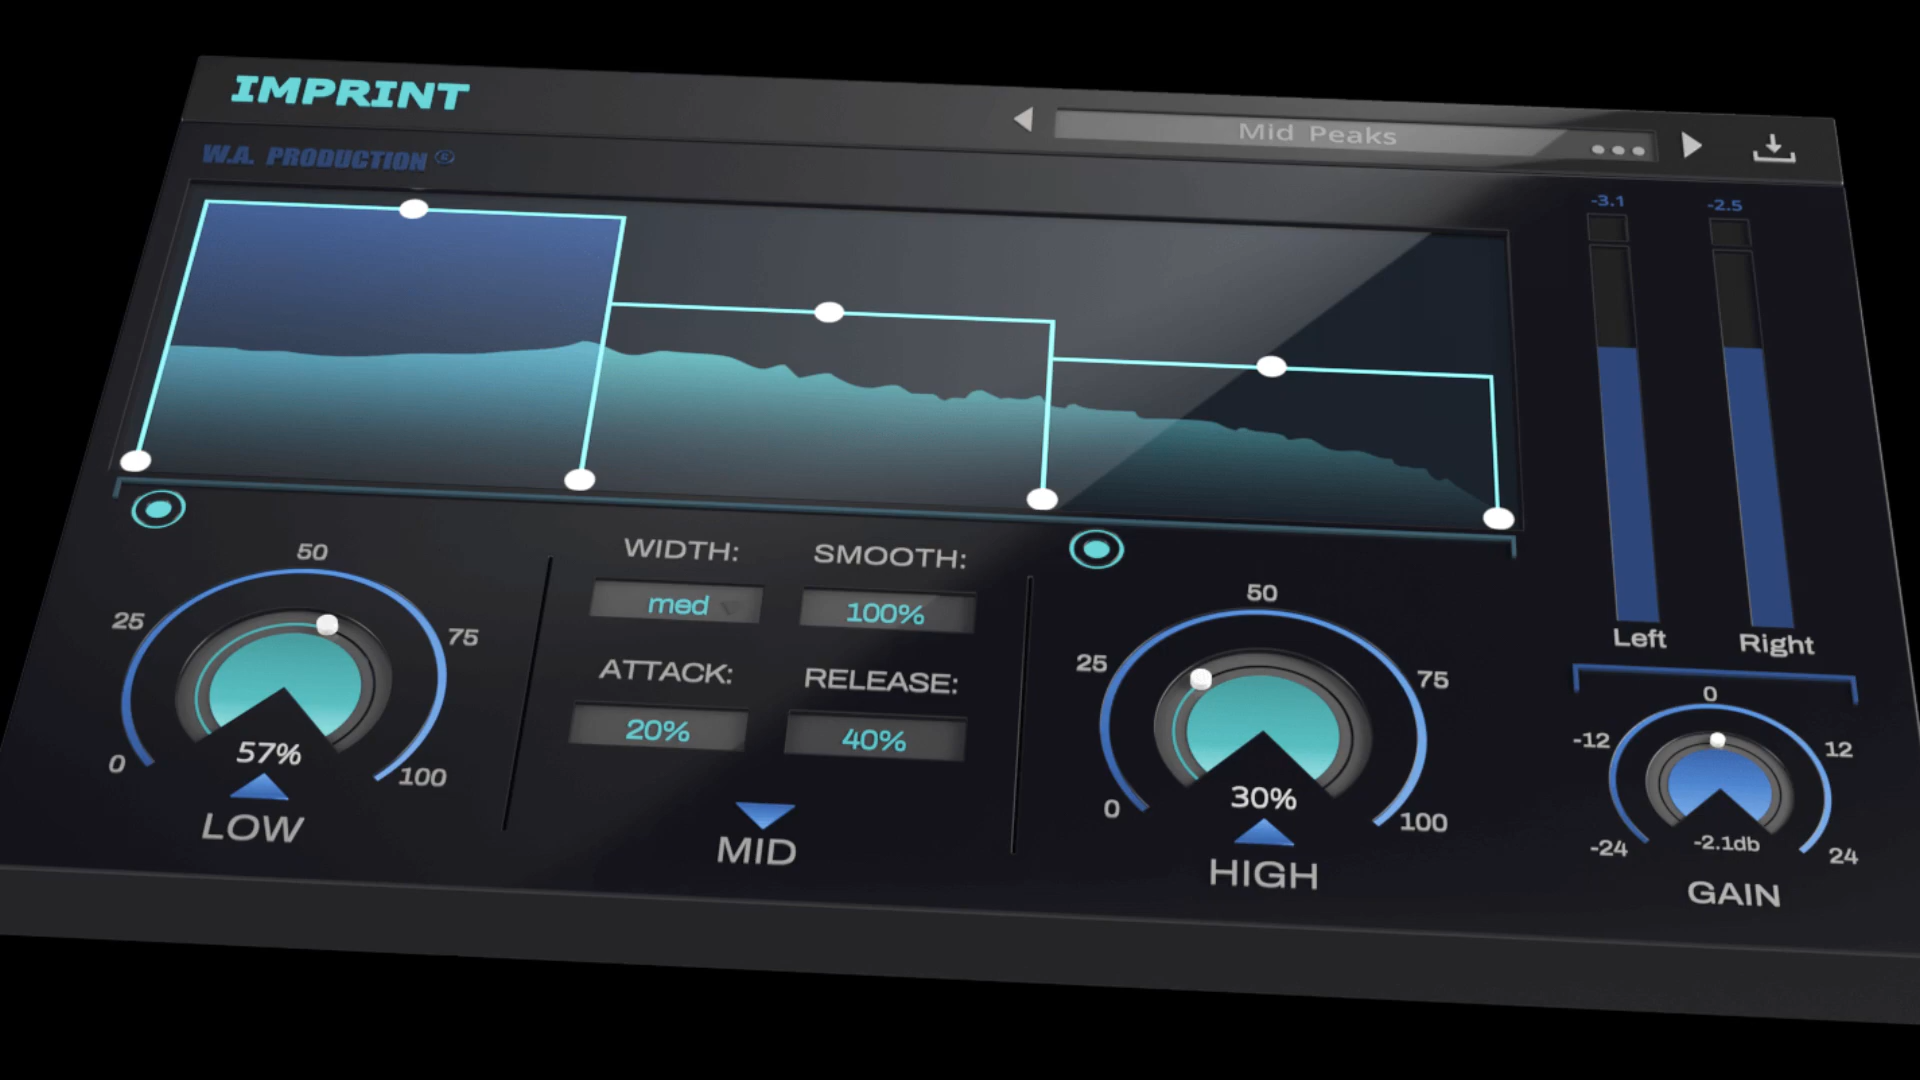 IMPRINT
Mid Peaks
W.A. PRODUCTION ®
-3.1
-2.5
Left
Right
WIDTH:
SMOOTH:
med
100%
ATTACK:
RELEASE:
20%
40%
MID
0
25
50
75
100
57%
LOW
0
25
50
75
100
30%
HIGH
-24
-12
0
12
24
-2.1db
GAIN